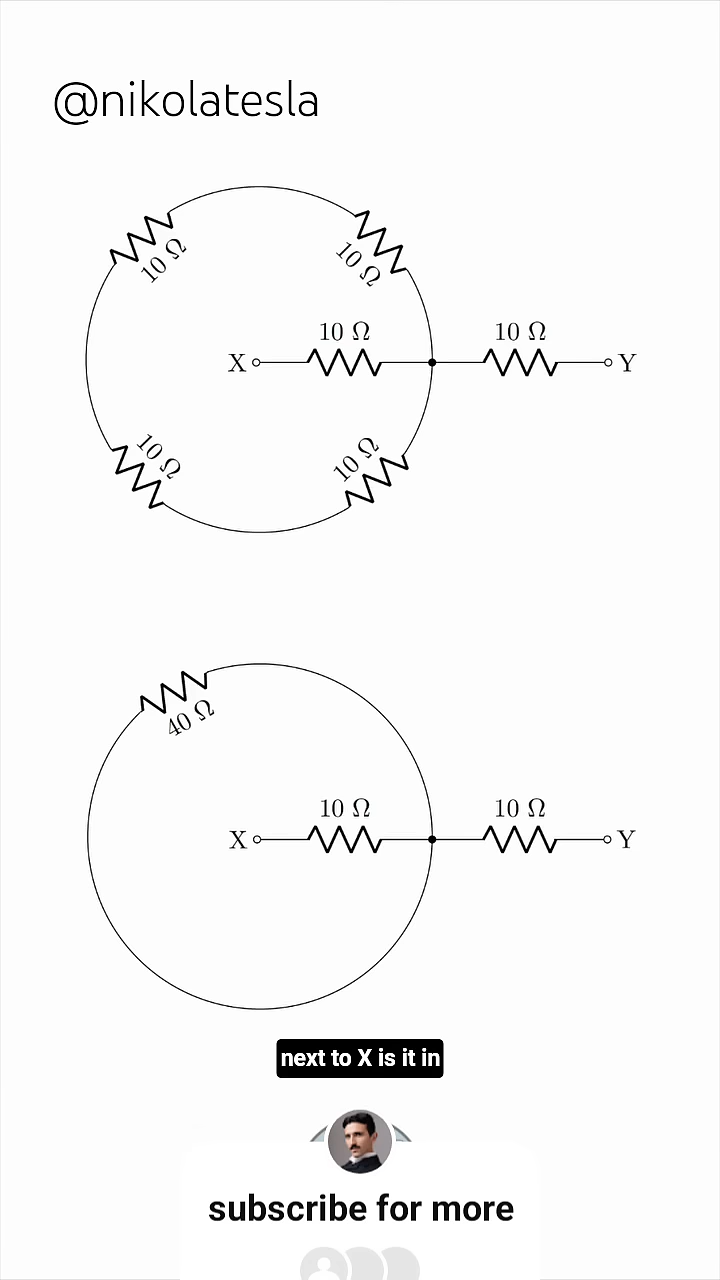 @nikolatesla
10 Ω
10 Ω
10 Ω
10 Ω
X
Y
10 Ω
10 Ω
40 Ω
10 Ω
10 Ω
X
Y
next to X is it in
subscribe for more